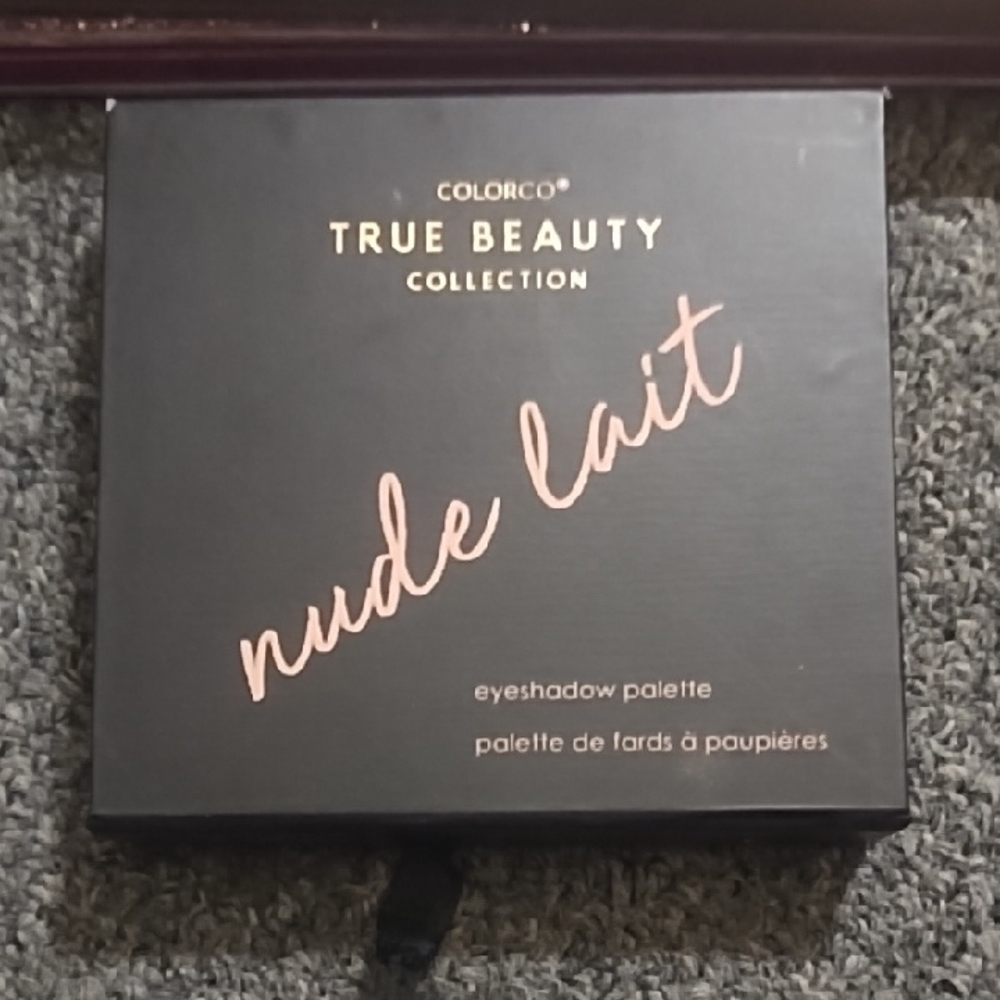 COLORCO®
TRUE BEAUTY
COLLECTION
nude lait
eyeshadow palette
palette de fards à paupières